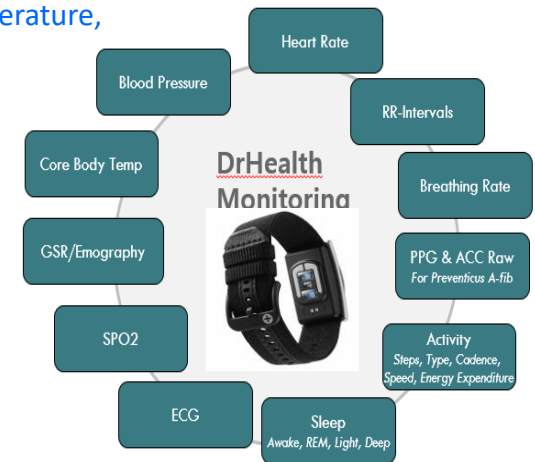 erature,
Heart Rate
Blood Pressure
RR-Intervals
Core Body Temp
DrHealth
Monitoring
Breathing Rate
GSR/Emography
PPG & ACC Raw
For Preventicus A-fib
SPO2
Activity
Steps, Type, Cadence,
Speed, Energy Expenditure
ECG
Sleep
Awake, REM, Light, Deep